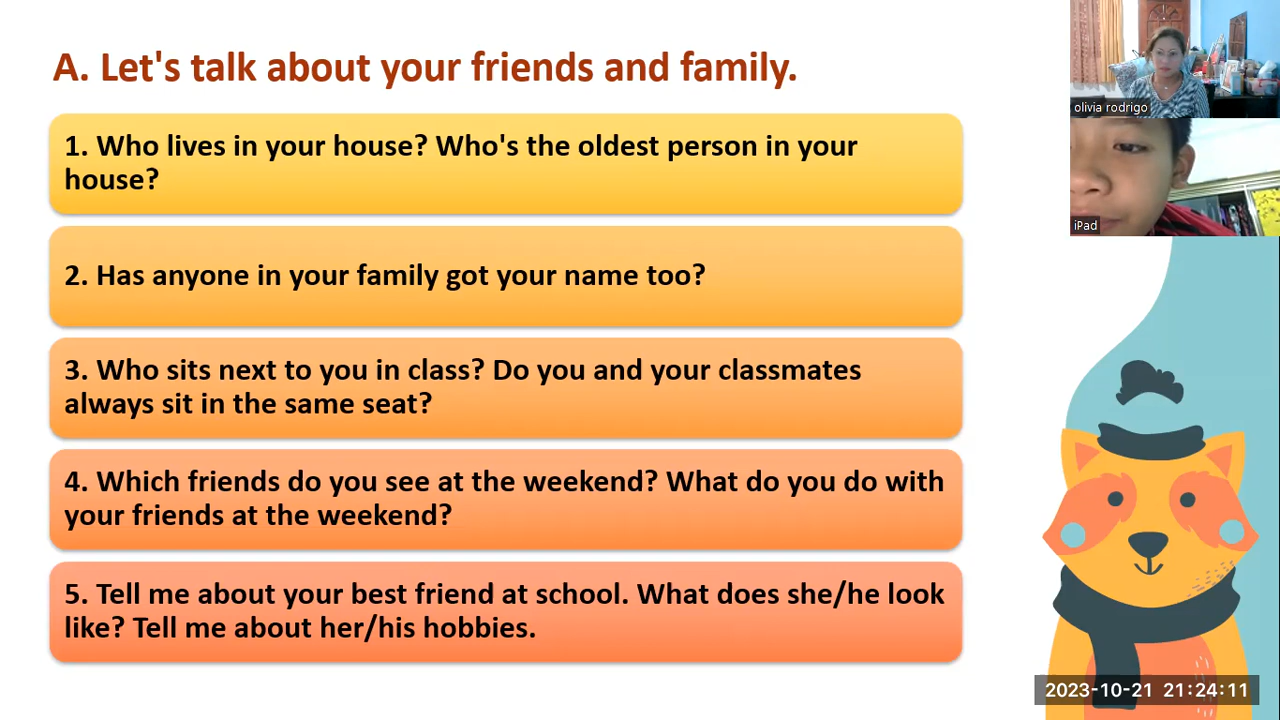 A. Let's talk about your friends and family.
1. Who lives in your house? Who's the oldest person in your
house?
2. Has anyone in your family got your name too?
3. Who sits next to you in class? Do you and your classmates
always sit in the same seat?
4. Which friends do you see at the weekend? What do you do with
your friends at the weekend?
5. Tell me about your best friend at school. What does she/he look
like? Tell me about her/his hobbies.
olivia rodrigo
iPad
2023-10-21 21:24:11